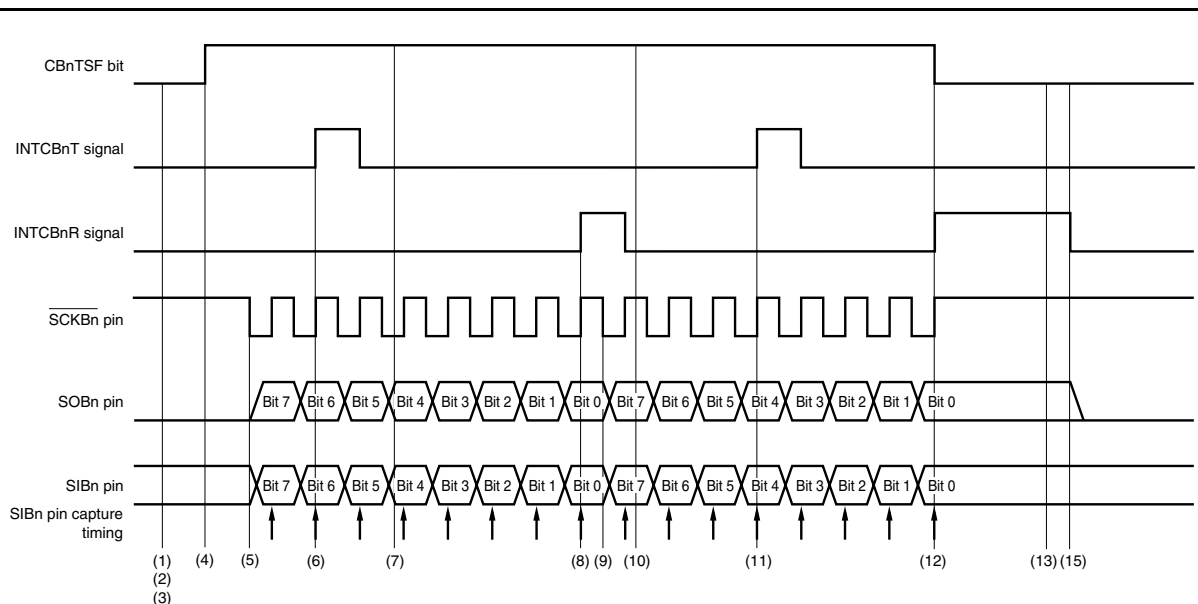 CBnTSF bit
INTCBnT signal
INTCBnR signal
SCKBn pin
SOBn pin
Bit 7 Bit 6 Bit 5 Bit 4 Bit 3 Bit 2 Bit 1 Bit 0 Bit 7 Bit 6 Bit 5 Bit 4 Bit 3 Bit 2 Bit 1 Bit 0
SIBn pin
Bit 7 Bit 6 Bit 5 Bit 4 Bit 3 Bit 2 Bit 1 Bit 0 Bit 7 Bit 6 Bit 5 Bit 4 Bit 3 Bit 2 Bit 1 Bit 0
SIBn pin capture
timing
(1) (4) (5) (6) (7) (8) (9) (10) (11) (12) (13) (15)
(2)
(3)